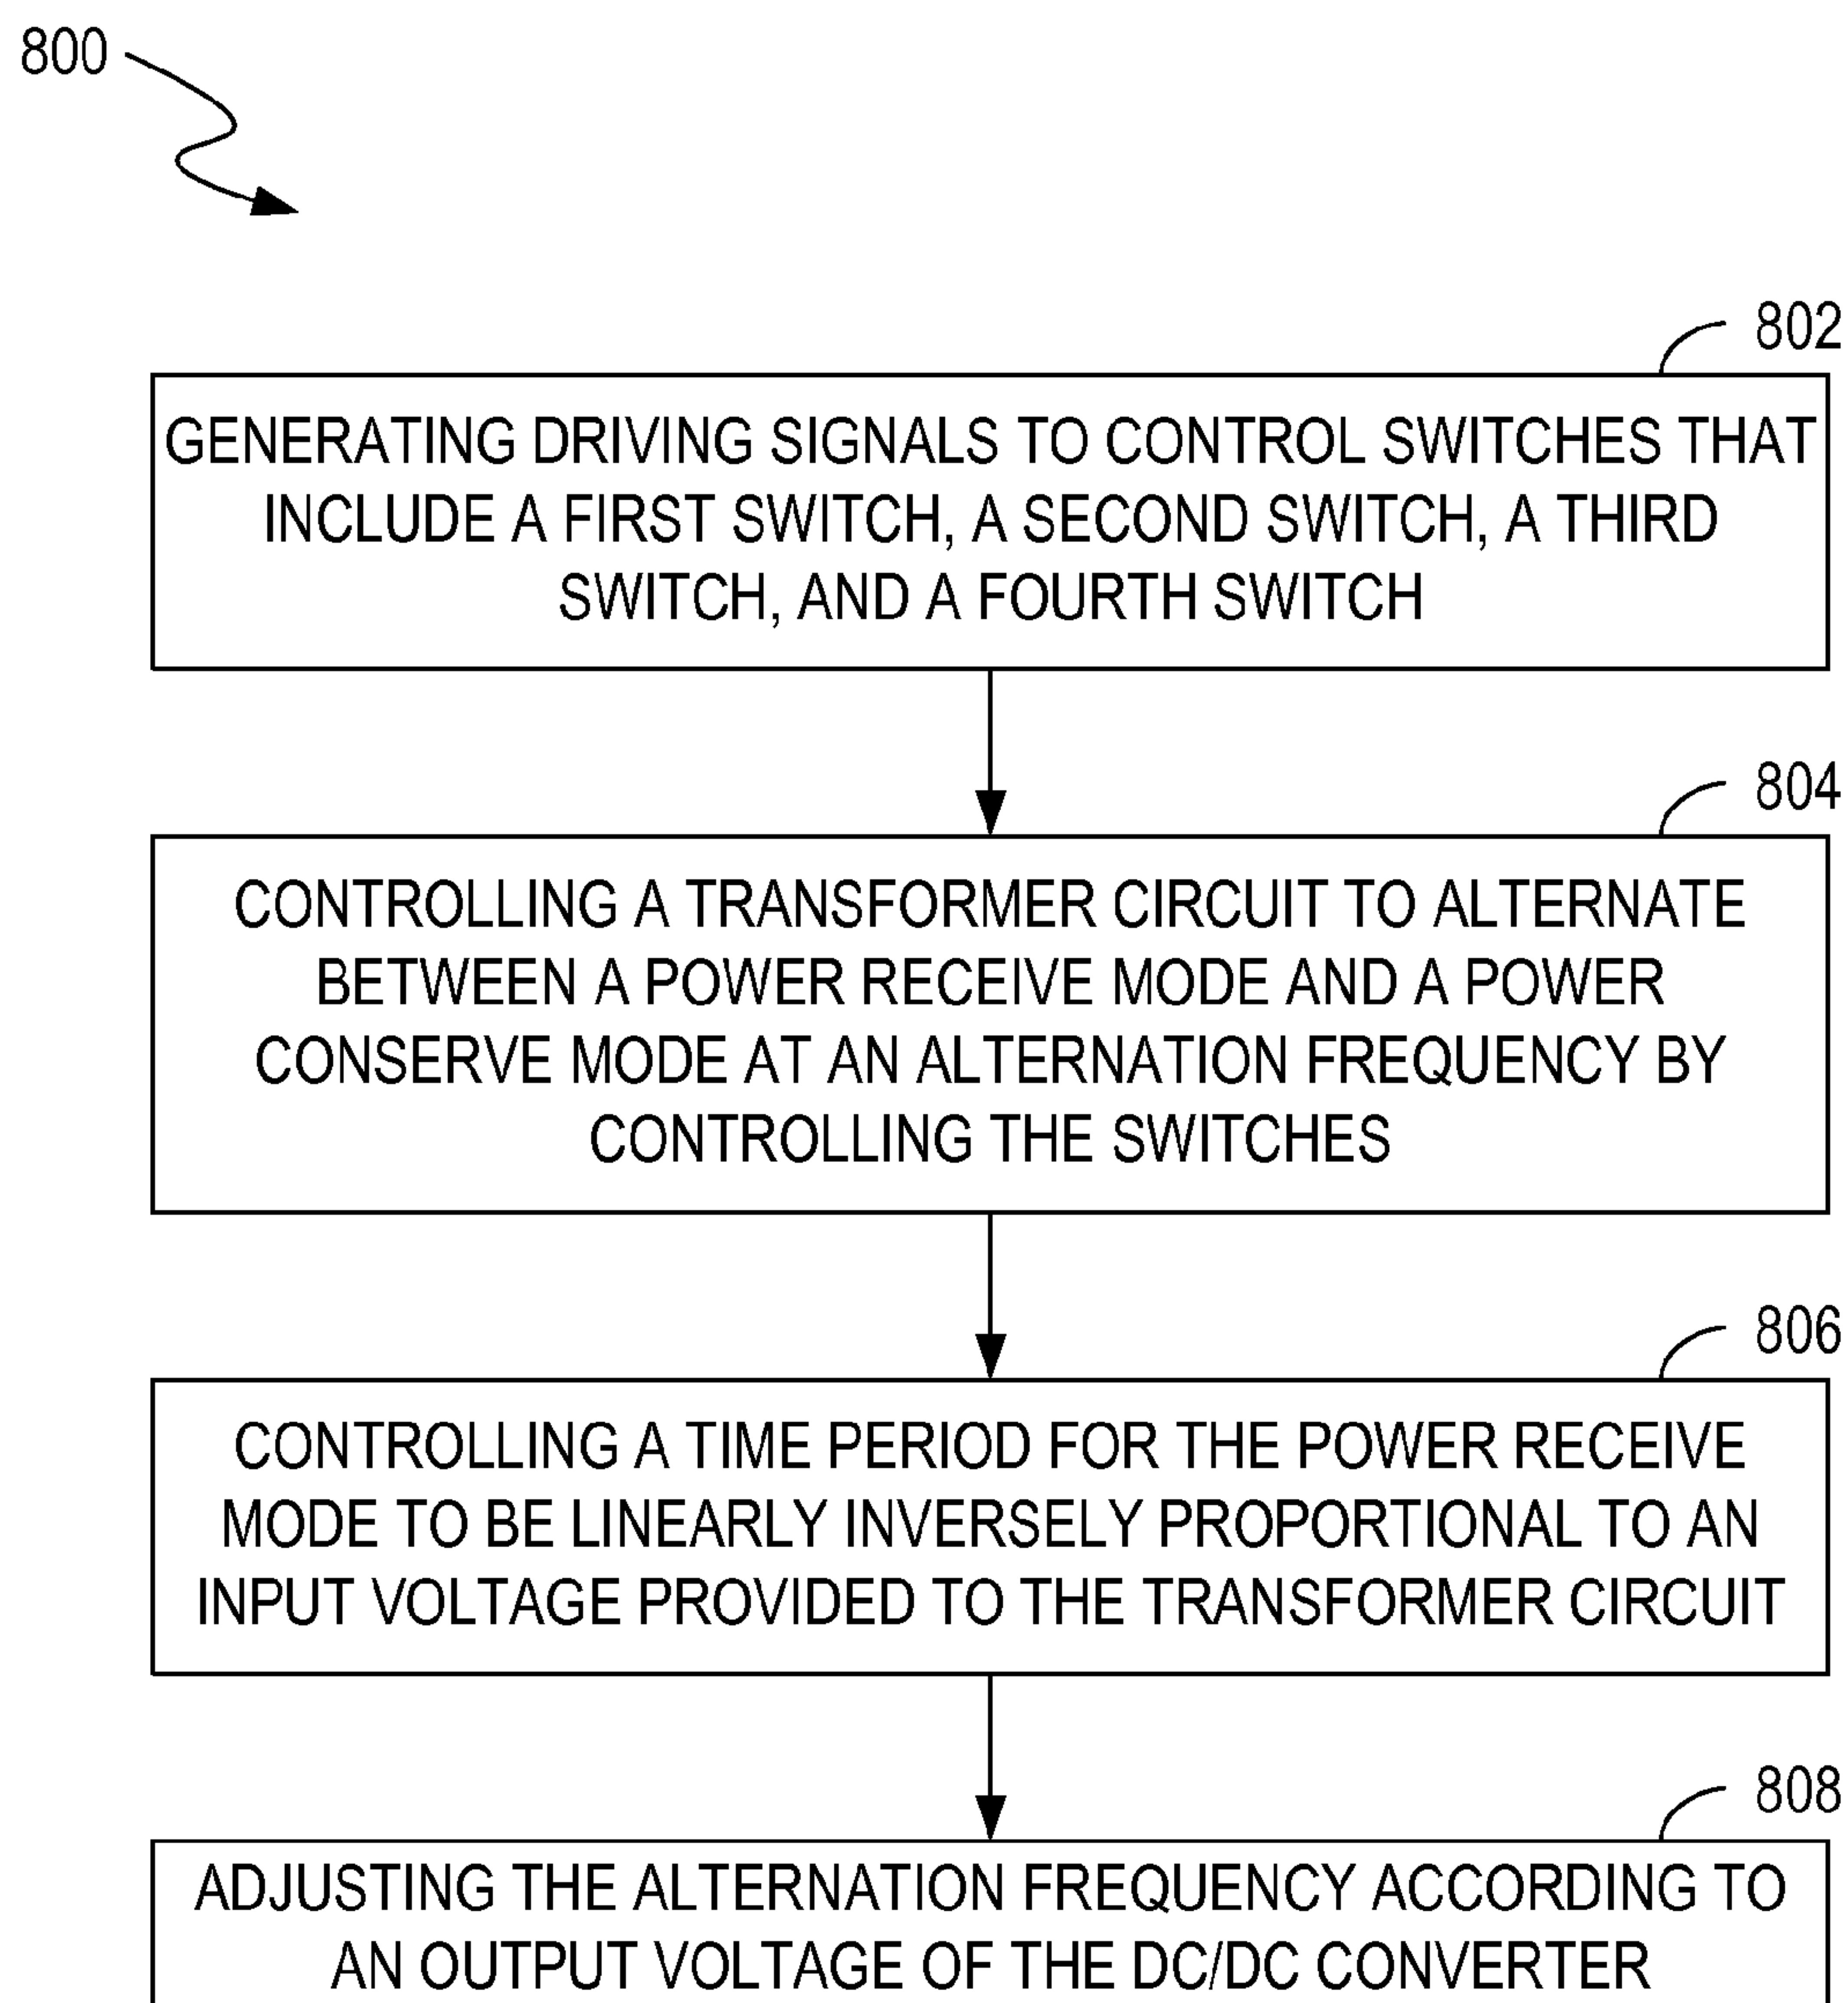 800
802
GENERATING DRIVING SIGNALS TO CONTROL SWITCHES THAT
INCLUDE A FIRST SWITCH, A SECOND SWITCH, A THIRD
SWITCH, AND A FOURTH SWITCH
804
CONTROLLING A TRANSFORMER CIRCUIT TO ALTERNATE
BETWEEN A POWER RECEIVE MODE AND A POWER
CONSERVE MODE AT AN ALTERNATION FREQUENCY BY
CONTROLLING THE SWITCHES
806
CONTROLLING A TIME PERIOD FOR THE POWER RECEIVE
MODE TO BE LINEARLY INVERSELY PROPORTIONAL TO AN
INPUT VOLTAGE PROVIDED TO THE TRANSFORMER CIRCUIT
808
ADJUSTING THE ALTERNATION FREQUENCY ACCORDING TO
AN OUTPUT VOLTAGE OF THE DC/DC CONVERTER